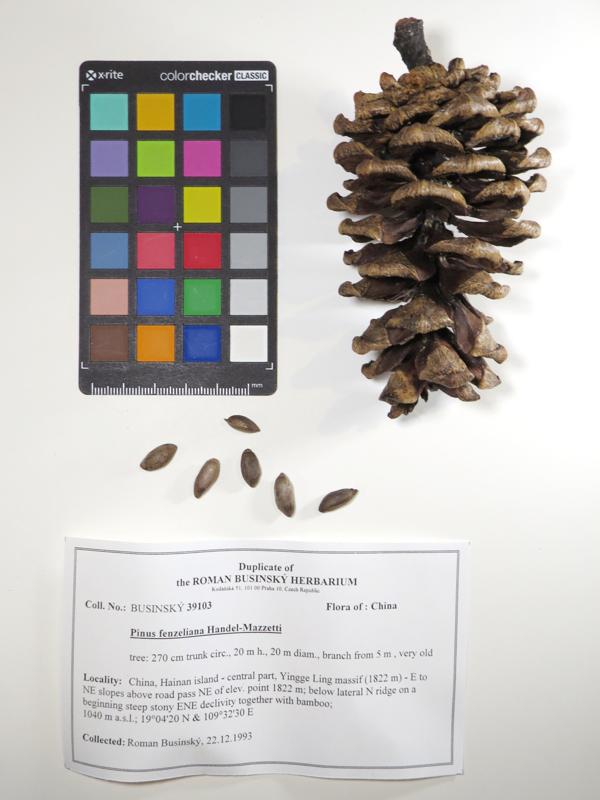 x-rite colorchecker CLASSIC
mm
Duplicate of
the ROMAN BUSINSKÝ HERBARIUM
Kodaňská 51, 101 00 Praha 10, Czech Republic
Coll. No.: BUSINSKÝ 39103 Flora of : China
Pinus fenzeliana Handel-Mazzetti
tree: 270 cm trunk circ., 20 m h., 20 m diam., branch from 5 m , very old
Locality: China, Hainan island - central part, Yingge Ling massif (1822 m) - E to
NE slopes above road pass NE of elev. point 1822 m; below lateral N ridge on a
beginning steep stony ENE declivity together with bamboo;
1040 m a.s.l.; 19°04'20 N & 109°32'30 E
Collected: Roman Businský, 22.12.1993